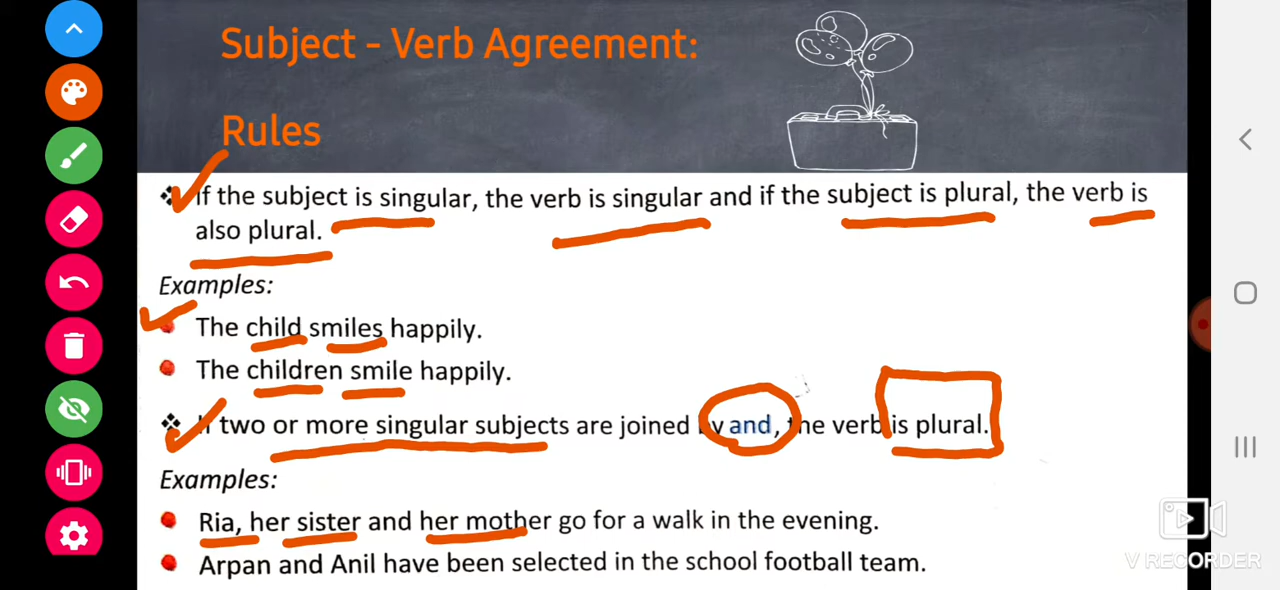 Subject - Verb Agreement:
Rules
If the subject is singular, the verb is singular and if the subject is plural, the verb is
also plural.
Examples:
The child smiles happily.
The children smile happily.
If two or more singular subjects are joined by and, the verb is plural.
Examples:
Ria, her sister and her mother go for a walk in the evening.
Arpan and Anil have been selected in the school football team.
V RECORDER